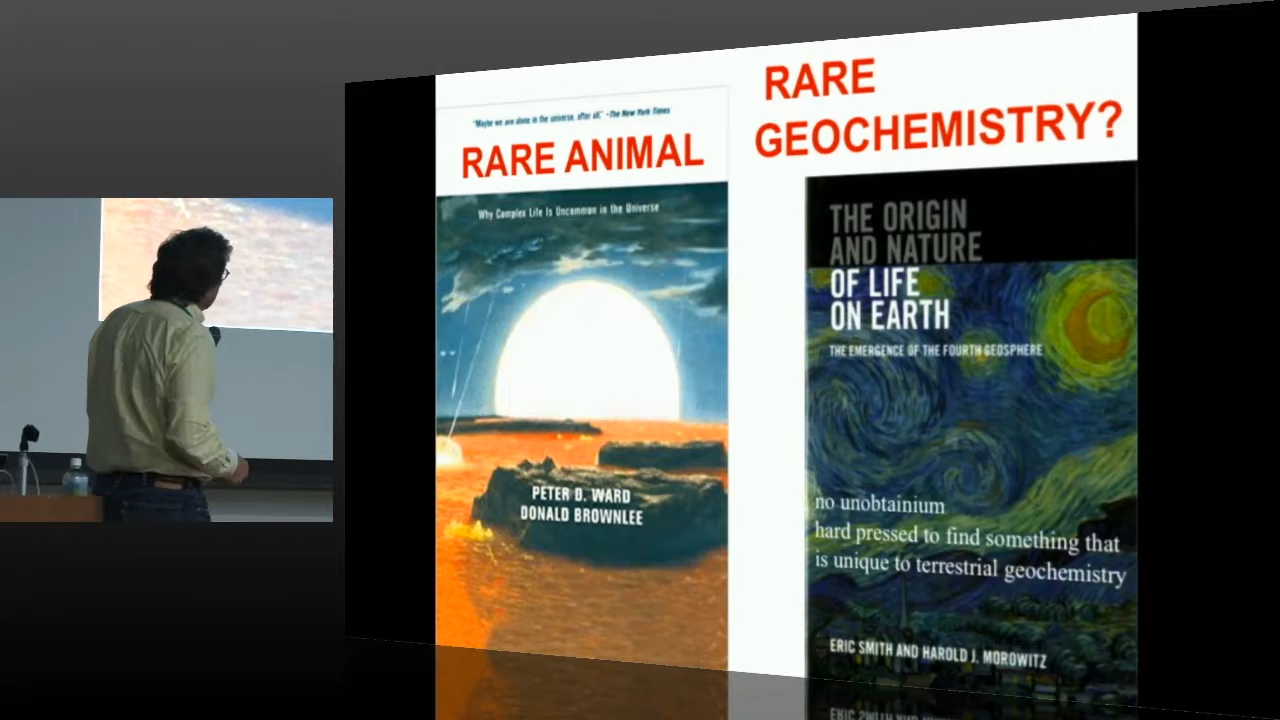 "Maybe we are alone in the universe, after all." -The New York Times
RARE ANIMAL
Why Complex Life Is Uncommon in the Universe
PETER D. WARD
DONALD BROWNLEE
RARE
GEOCHEMISTRY?
THE ORIGIN
AND NATURE
OF LIFE
ON EARTH
THE EMERGENCE OF THE FOURTH GEOSPHERE
no unobtainium
hard pressed to find something that
is unique to terrestrial geochemistry
ERIC SMITH AND HAROLD J. MOROWITZ